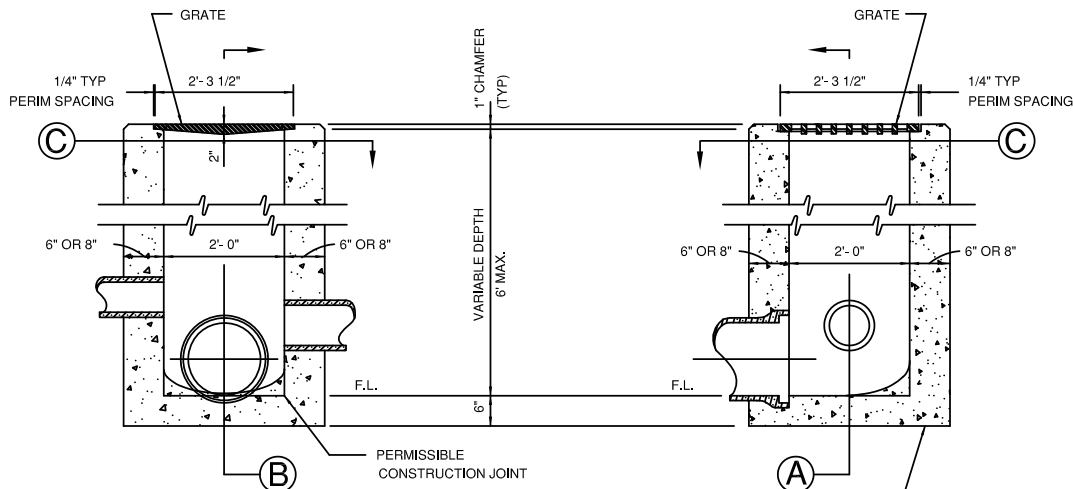 GRATE
GRATE
1/4" TYP
PERIM SPACING
2'- 3 1/2"
1" CHAMFER
(TYP)
2'- 3 1/2"
1/4" TYP
PERIM SPACING
C
2"
C
6" OR 8"
2'- 0"
6" OR 8"
VARIABLE DEPTH
6' MAX.
6" OR 8"
2'- 0"
6" OR 8"
F.L.
F.L.
6"
PERMISSIBLE
CONSTRUCTION JOINT
B
A